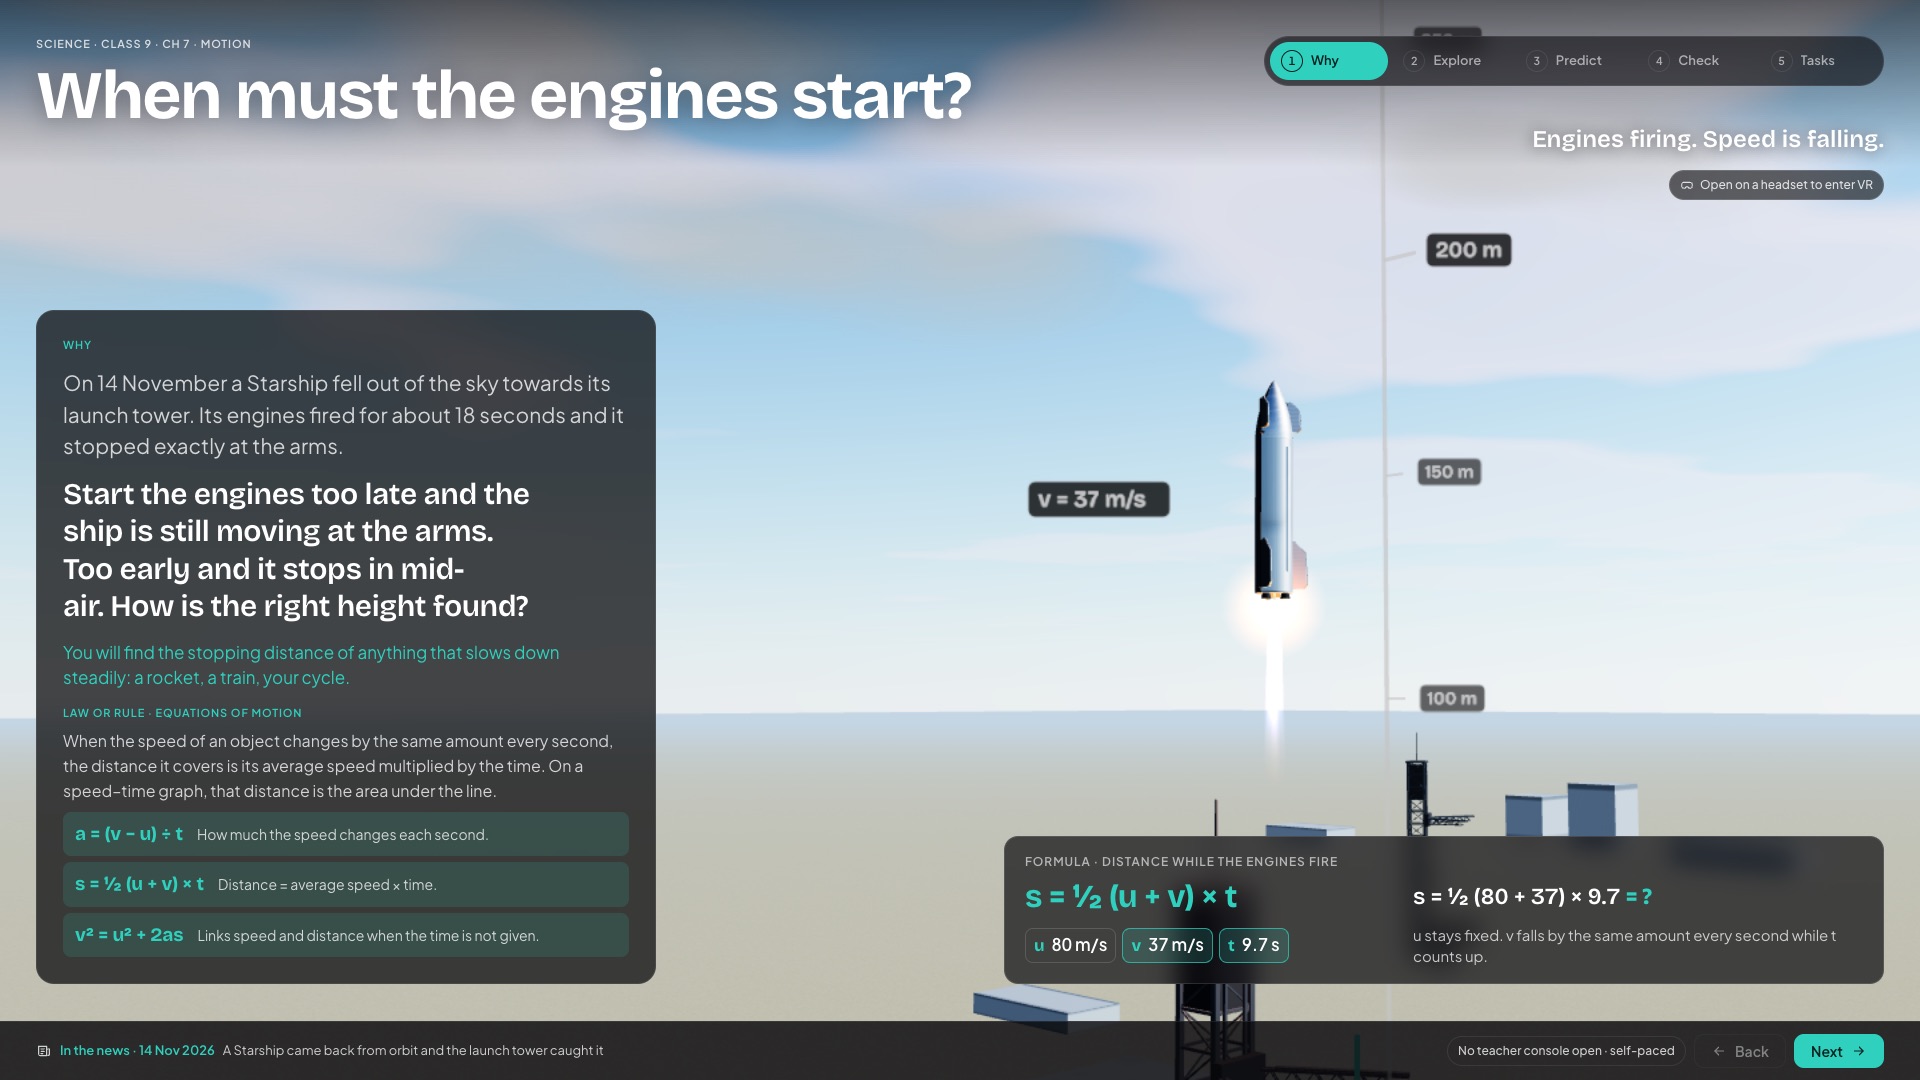 SCIENCE · CLASS 9 · CH 7 · MOTION
When must the engines start?
1 Why
2 Explore
3 Predict
4 Check
5 Tasks
Engines firing. Speed is falling.
Open on a headset to enter VR
200 m
150 m
100 m
v = 37 m/s
WHY
On 14 November a Starship fell out of the sky towards its
launch tower. Its engines fired for about 18 seconds and it
stopped exactly at the arms.
Start the engines too late and the
ship is still moving at the arms.
Too early and it stops in mid-
air. How is the right height found?
You will find the stopping distance of anything that slows down
steadily: a rocket, a train, your cycle.
LAW OR RULE · EQUATIONS OF MOTION
When the speed of an object changes by the same amount every second,
the distance it covers is its average speed multiplied by the time. On a
speed–time graph, that distance is the area under the line.
a = (v − u) ÷ t How much the speed changes each second.
s = ½ (u + v) × t Distance = average speed × time.
v² = u² + 2as Links speed and distance when the time is not given.
FORMULA · DISTANCE WHILE THE ENGINES FIRE
s = ½ (u + v) × t
u 80 m/s v 37 m/s t 9.7 s
s = ½ (80 + 37) × 9.7 = ?
u stays fixed. v falls by the same amount every second while t
counts up.
In the news · 14 Nov 2026 A Starship came back from orbit and the launch tower caught it
No teacher console open · self-paced
← Back
Next →